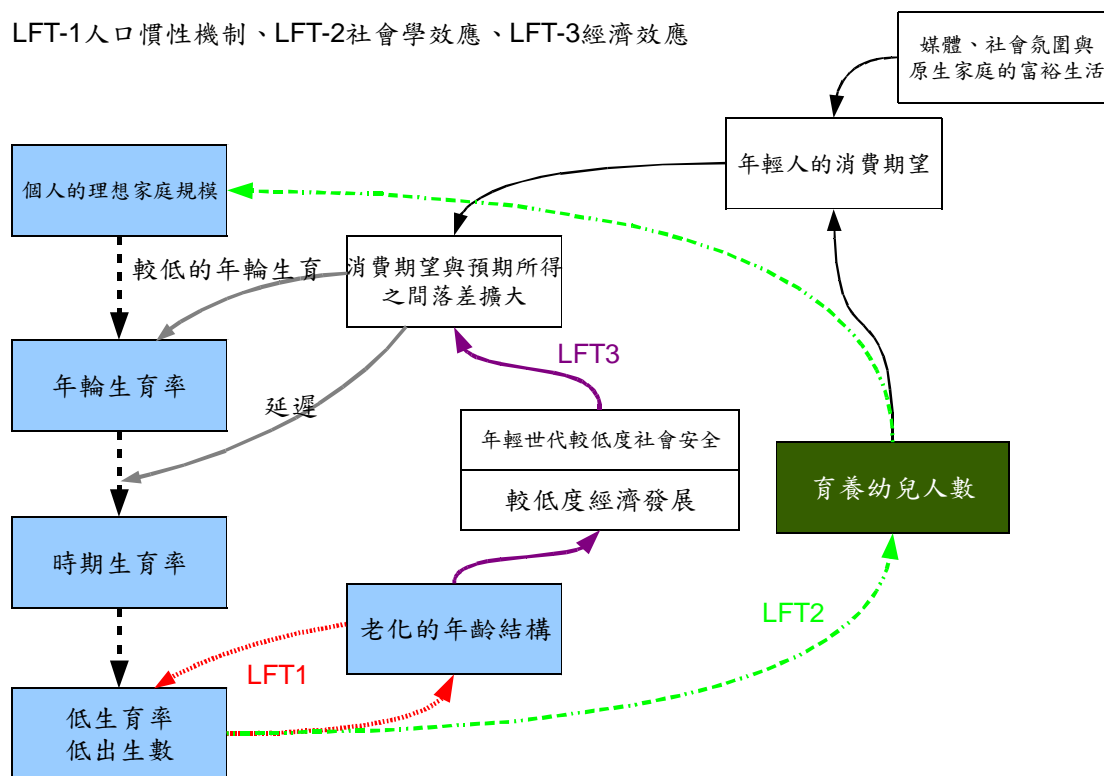 LFT-1人口慣性機制、LFT-2社會學效應、LFT-3經濟效應
媒體、社會氛圍與
原生家庭的富裕生活
年輕人的消費期望
個人的理想家庭規模
較低的年輪生育
消費期望與預期所得
之間落差擴大
年輪生育率
LFT3
延遲
年輕世代較低度社會安全
較低度經濟發展
育養幼兒人數
時期生育率
老化的年齡結構
LFT2
LFT1
低生育率
低出生數